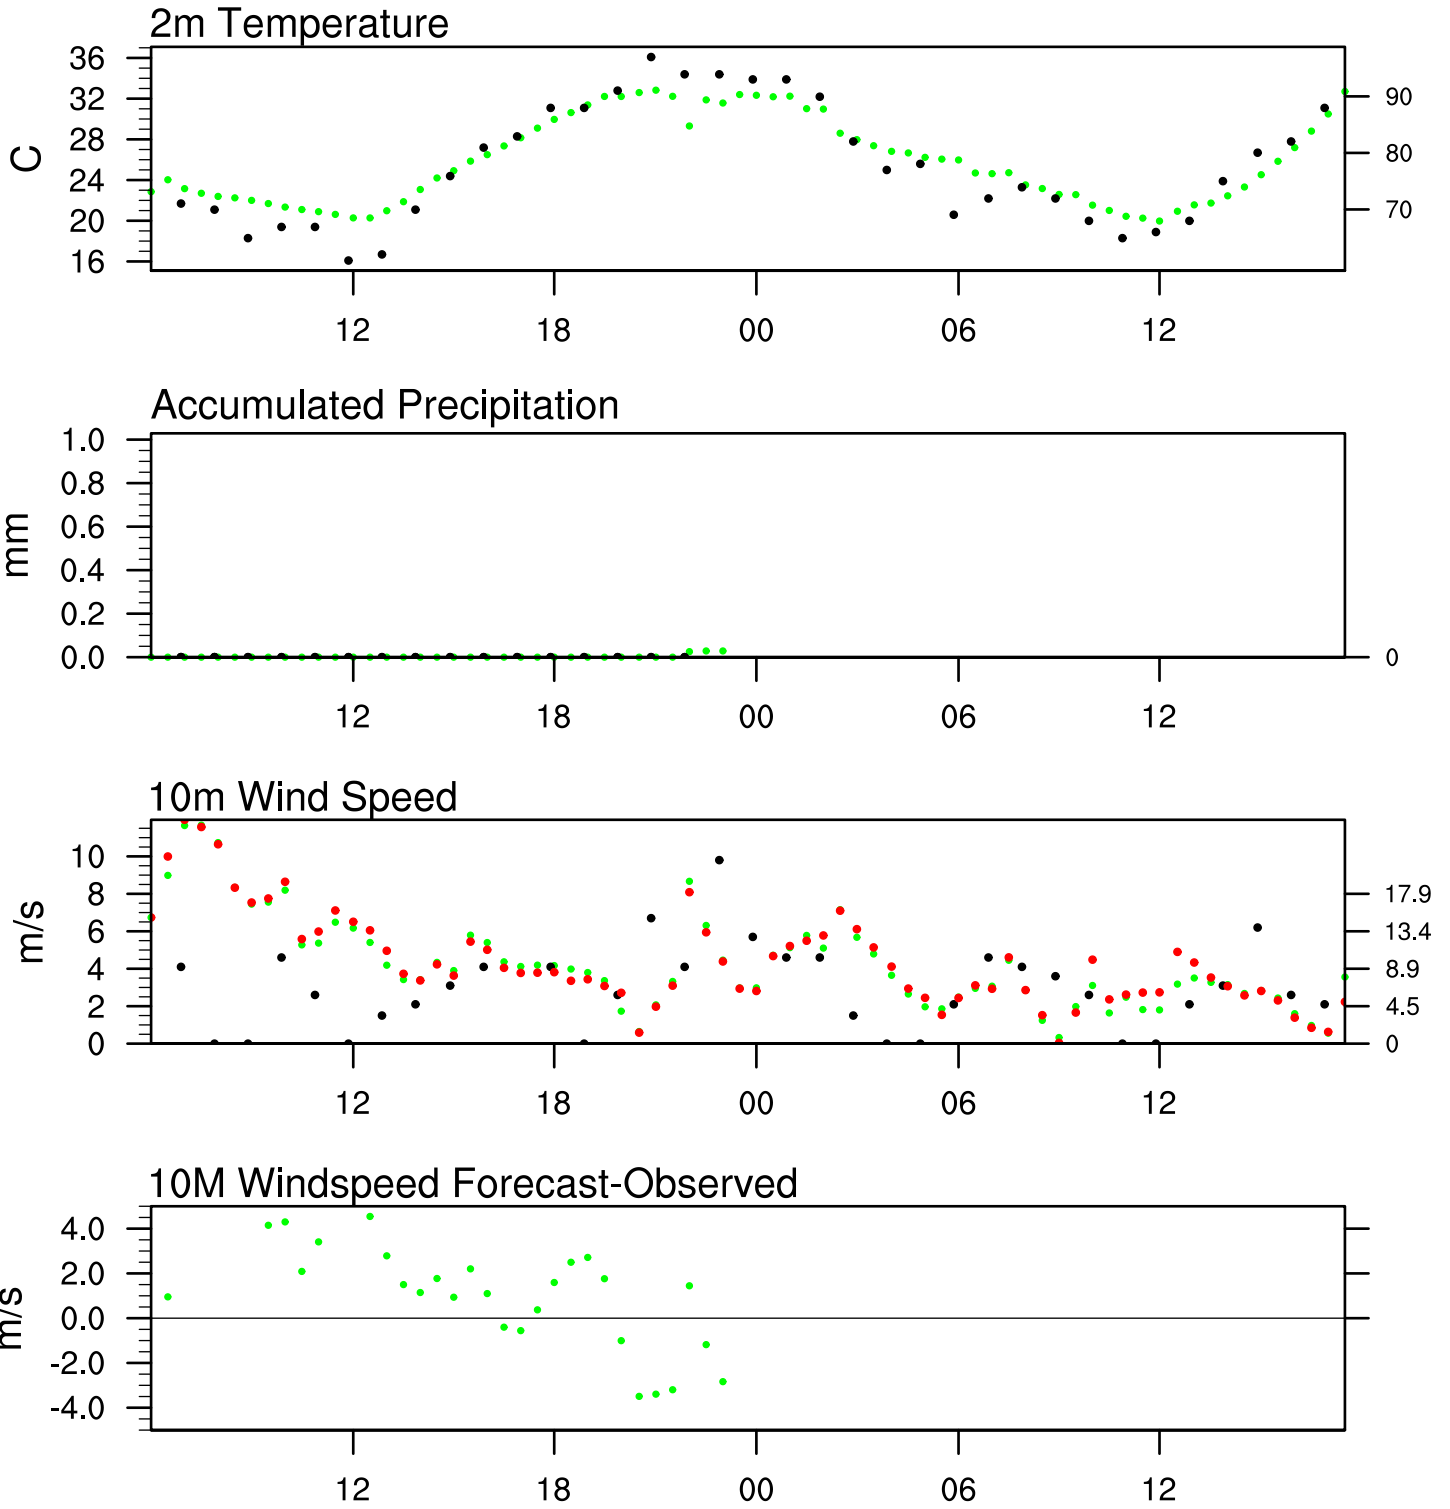 2m Temperature
36
32
28
24
20
16
C
90
80
70
12 18 00 06 12
Accumulated Precipitation
1.0
0.8
0.6
0.4
0.2
0.0
mm
0
12 18 00 06 12
10m Wind Speed
10
8
6
4
2
0
m/s
17.9
13.4
8.9
4.5
0
12 18 00 06 12
10M Windspeed Forecast-Observed
4.0
2.0
0.0
-2.0
-4.0
m/s
12 18 00 06 12